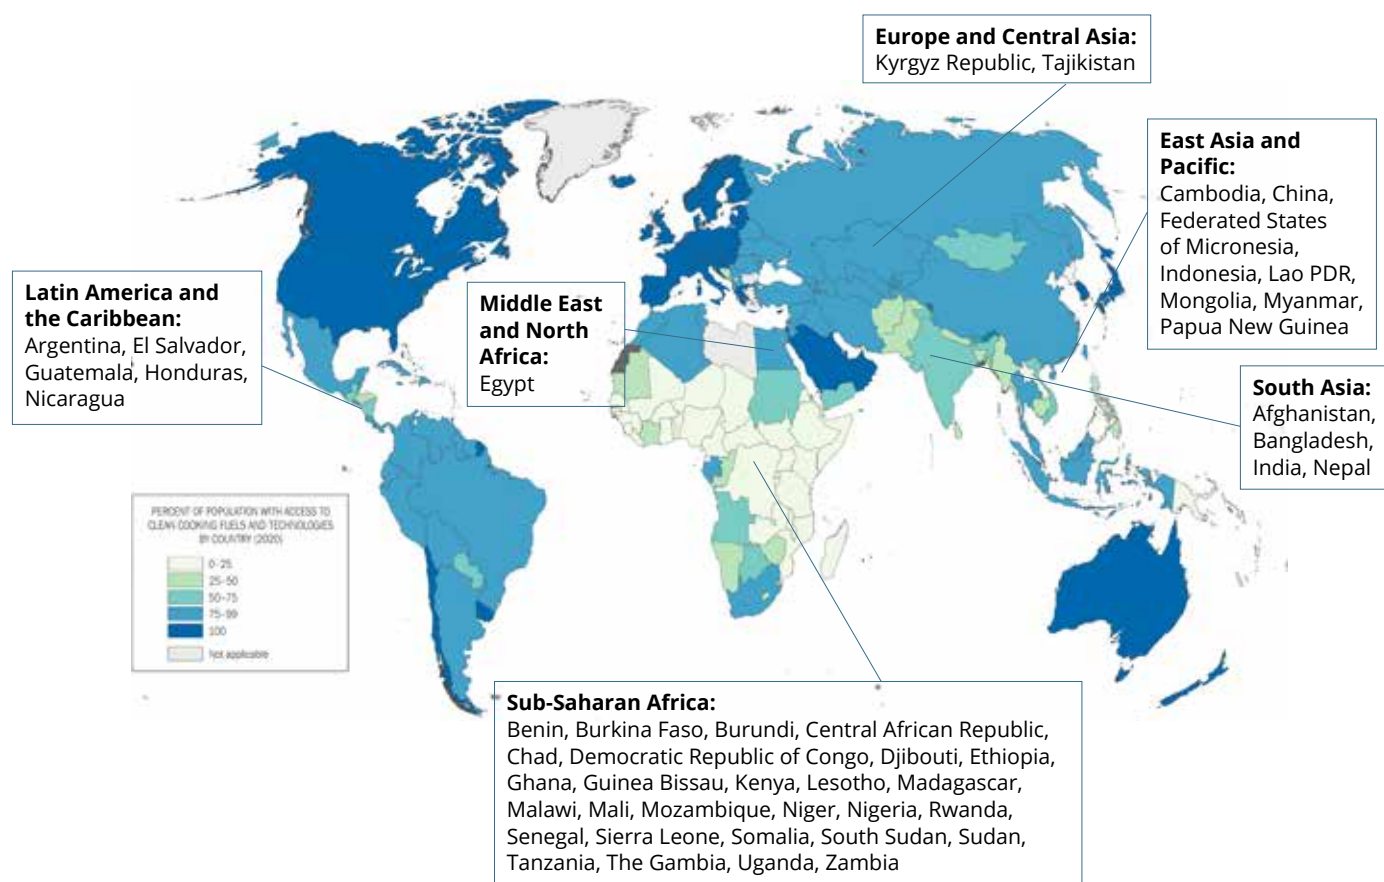 Europe and Central Asia:
Kyrgyz Republic, Tajikistan
East Asia and
Pacific:
Cambodia, China,
Federated States
of Micronesia,
Indonesia, Lao PDR,
Mongolia, Myanmar,
Papua New Guinea
Latin America and
the Caribbean:
Argentina, El Salvador,
Guatemala, Honduras,
Nicaragua
Middle East
and North
Africa:
Egypt
South Asia:
Afghanistan,
Bangladesh,
India, Nepal
PERCENT OF POPULATION WITH ACCESS TO
CLEAN COOKING FUELS AND TECHNOLOGIES
BY COUNTRY (2020)
0-25
25-50
50-75
75-99
100
Not applicable
Sub-Saharan Africa:
Benin, Burkina Faso, Burundi, Central African Republic,
Chad, Democratic Republic of Congo, Djibouti, Ethiopia,
Ghana, Guinea Bissau, Kenya, Lesotho, Madagascar,
Malawi, Mali, Mozambique, Niger, Nigeria, Rwanda,
Senegal, Sierra Leone, Somalia, South Sudan, Sudan,
Tanzania, The Gambia, Uganda, Zambia